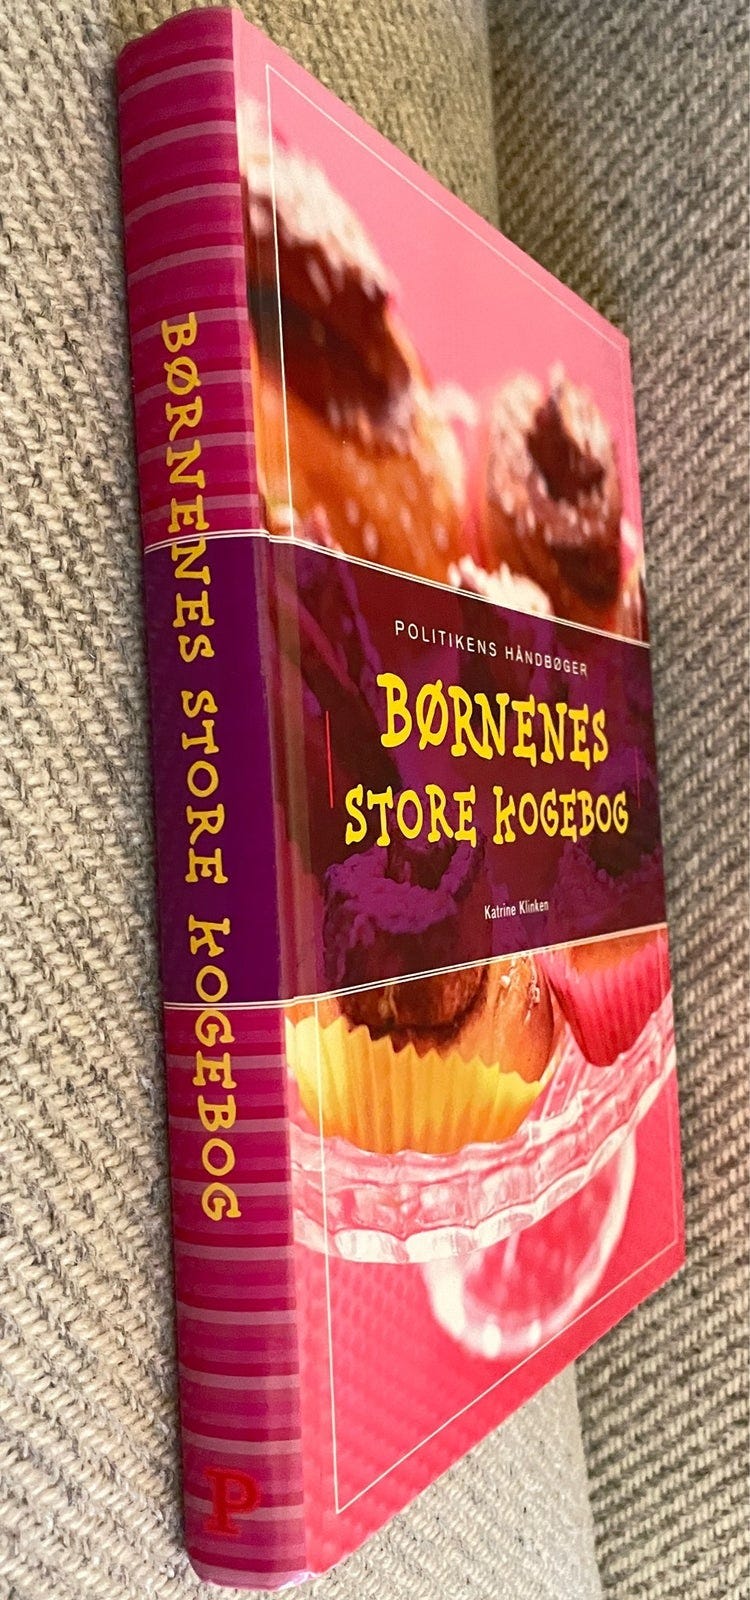 BØRNENES STORE KOGEBOG
P
POLITIKENS HÅNDBØGER
BØRNENES
STORE KOGEBOG
Katrine Klinken